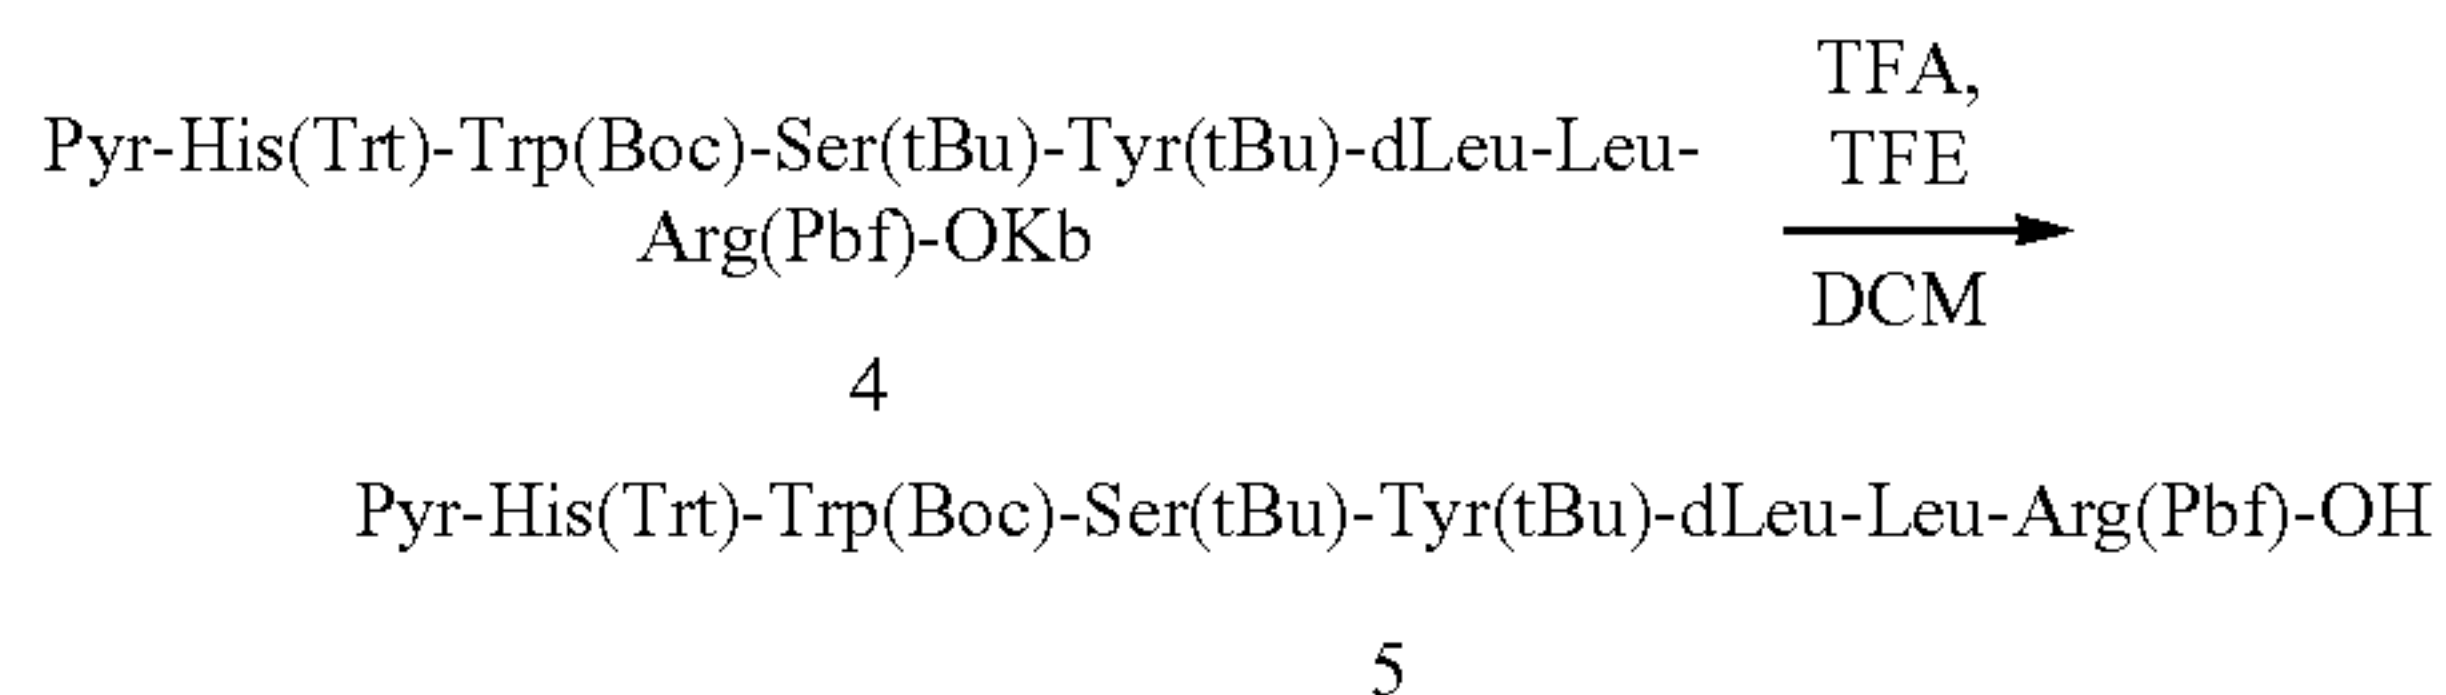 TFA,
Pyr-His(Trt)-Trp(Boc)-Ser(tBu)-Tyr(tBu)-dLeu-Leu-
TFE
Arg(Pbf)-OKb
DCM
4
Pyr-His(Trt)-Trp(Boc)-Ser(tBu)-Tyr(tBu)-dLeu-Leu-Arg(Pbf)-OH
5